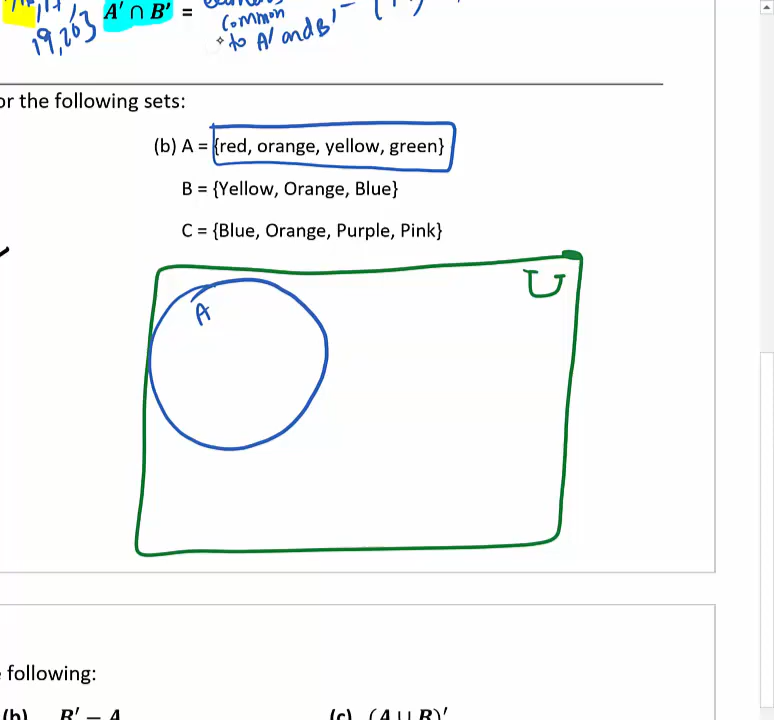 A′ ∩ B′ =
common
19,20}
to A' and B'
or the following sets:
(b) A = {red, orange, yellow, green}
B = {Yellow, Orange, Blue}
C = {Blue, Orange, Purple, Pink}
U
A
following:
(b) B′ − A (c) (A ∪ B)′